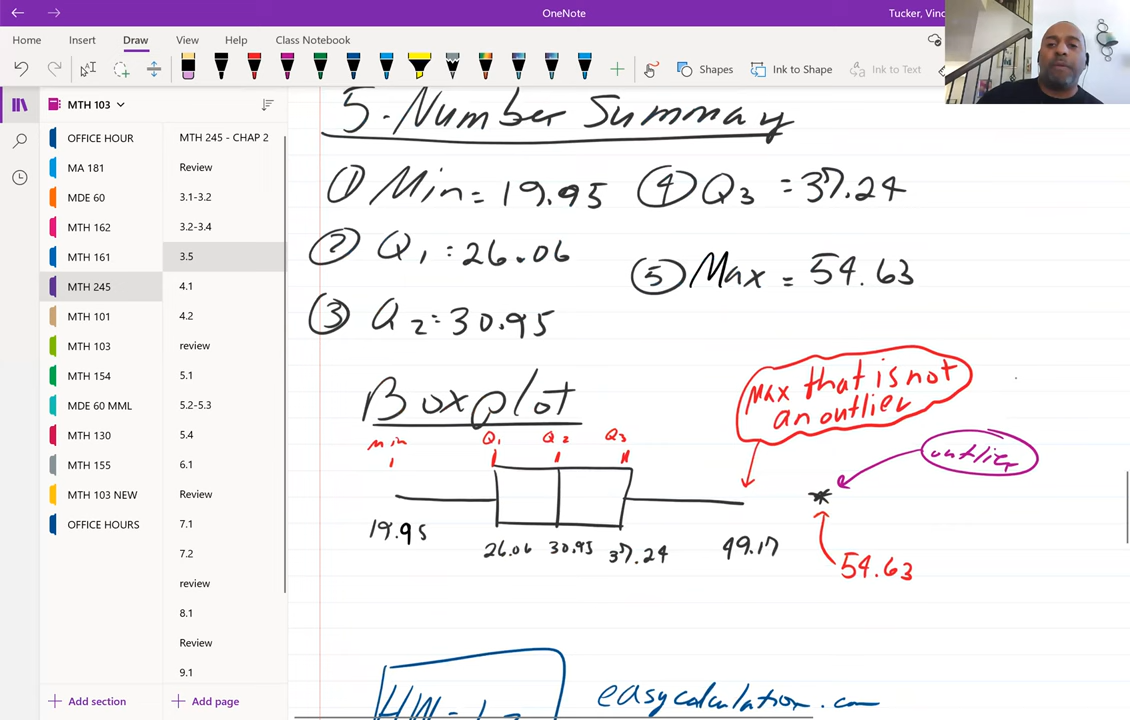 OneNote
Tucker, Vinc
Home Insert Draw View Help Class Notebook
Shapes Ink to Shape Ink to Text
MTH 103
OFFICE HOUR
MA 181
MDE 60
MTH 162
MTH 161
MTH 245
MTH 101
MTH 103
MTH 154
MDE 60 MML
MTH 130
MTH 155
MTH 103 NEW
OFFICE HOURS
Add section
MTH 245 - CHAP 2
Review
3.1-3.2
3.2-3.4
3.5
4.1
4.2
review
5.1
5.2-5.3
5.4
6.1
Review
7.1
7.2
review
8.1
Review
9.1
Add page
5-Number Summay
① Min = 19.95 ④ Q3 = 37.24
② Q1 = 26.06
⑤ Max = 54.63
③ Q2 = 30.95
Boxplot
Max that is not
an outlier
min Q1 Q2 Q3
outlier
*
19.95 26.06 30.95 37.24 49.17
54.63
easycalculation.com